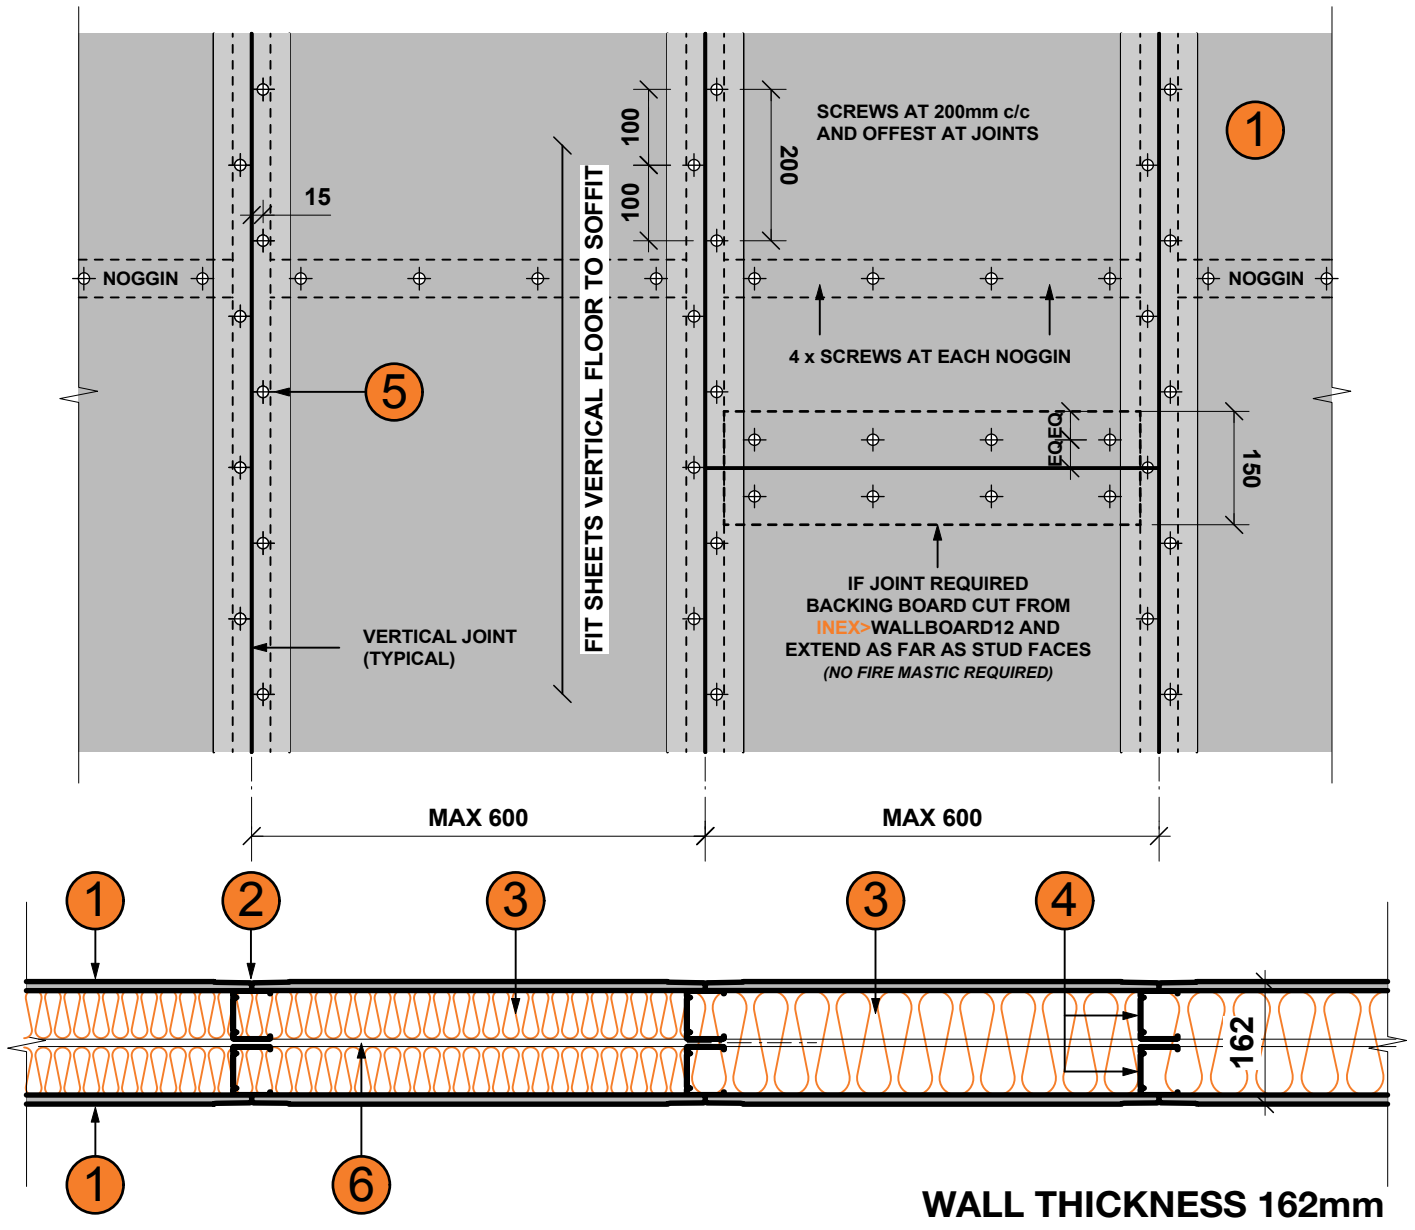 SCREWS AT 200mm c/c
AND OFFEST AT JOINTS
1
100
200
15
100
FIT SHEETS VERTICAL FLOOR TO SOFFIT
NOGGIN
NOGGIN
4 x SCREWS AT EACH NOGGIN
5
EQ
EQ
150
IF JOINT REQUIRED
BACKING BOARD CUT FROM
INEX>WALLBOARD12 AND
EXTEND AS FAR AS STUD FACES
(NO FIRE MASTIC REQUIRED)
VERTICAL JOINT
(TYPICAL)
MAX 600
MAX 600
1
2
3
3
4
162
1
6
WALL THICKNESS 162mm